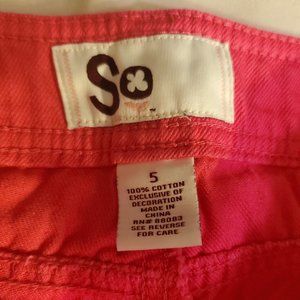 So
5
100% COTTON
EXCLUSIVE OF
DECORATION
MADE IN
CHINA
RN# 88083
SEE REVERSE
FOR CARE